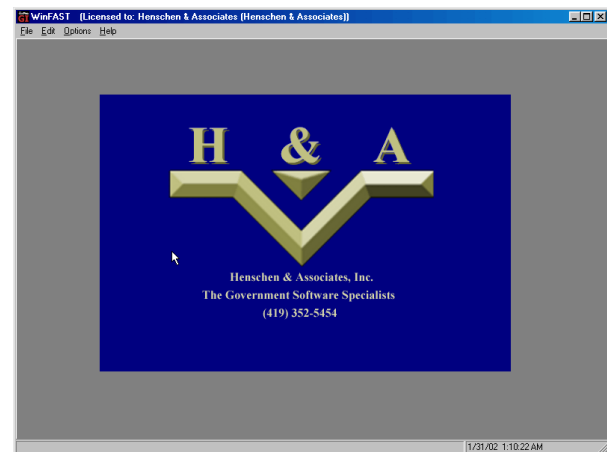 WinFAST (Licensed to: Henschen & Associates (Henschen & Associates))
File Edit Options Help
H & A
Henschen & Associates, Inc.
The Government Software Specialists
(419) 352-5454
1/31/02 1:10:22 AM